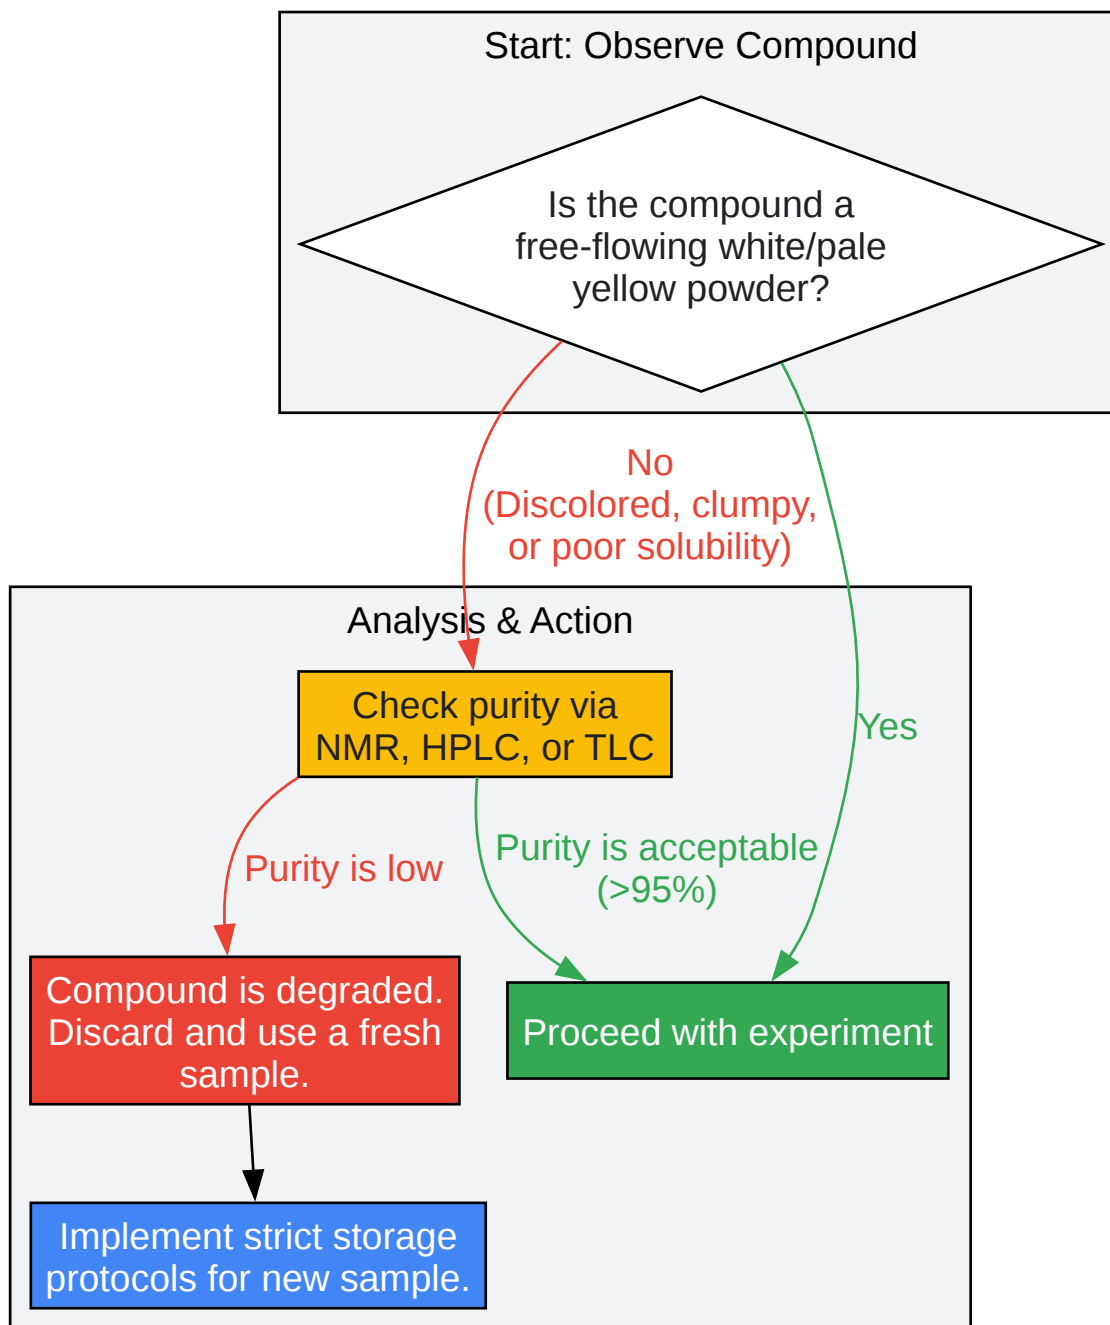 Start: Observe Compound
Is the compound a
free-flowing white/pale
yellow powder?
No
(Discolored, clumpy,
or poor solubility)
Analysis & Action
Check purity via
NMR, HPLC, or TLC
Yes
Purity is low
Purity is acceptable
(>95%)
Compound is degraded.
Discard and use a fresh
sample.
Proceed with experiment
Implement strict storage
protocols for new sample.